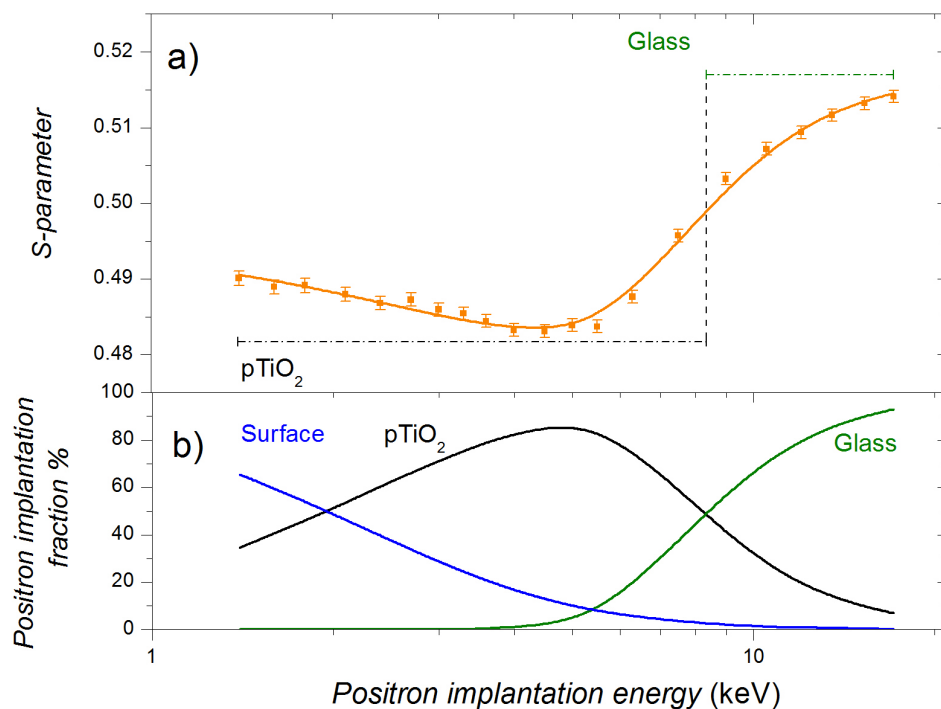 a)
Glass
0.52
0.51
0.50
0.49
0.48
S-parameter
pTiO₂
b)
Surface
pTiO₂
Glass
100
80
60
40
20
0
Positron implantation
fraction %
1
10
Positron implantation energy (keV)